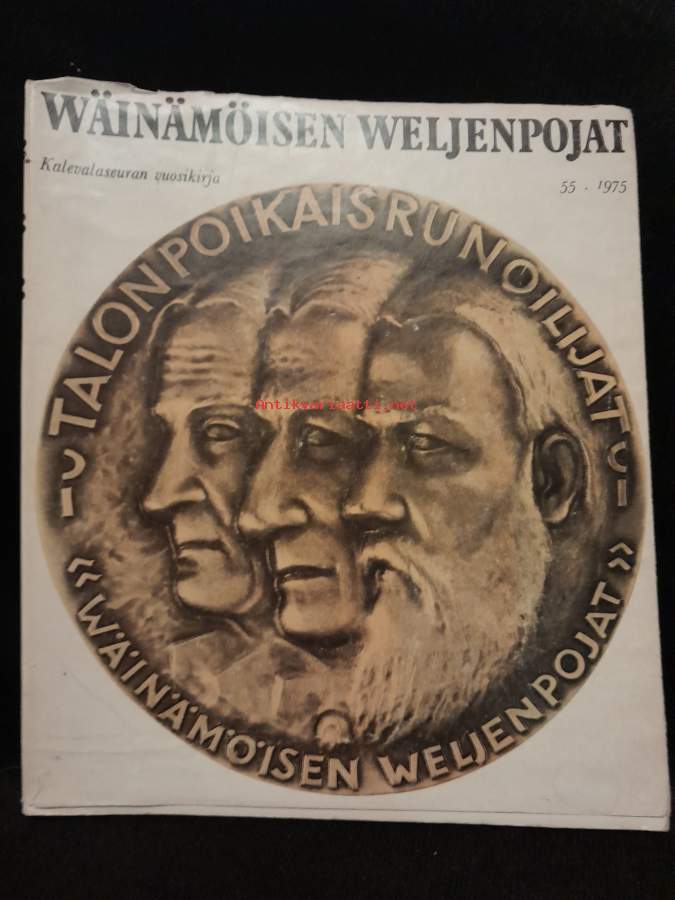 WÄINÄMÖISEN WELJENPOJAT
Kalevalaseuran vuosikirja
55 . 1975
TALONPOIKAISRUNOILIJAT
Antikvariaatti.net
«WÄINÄMÖISEN WELJENPOJAT»